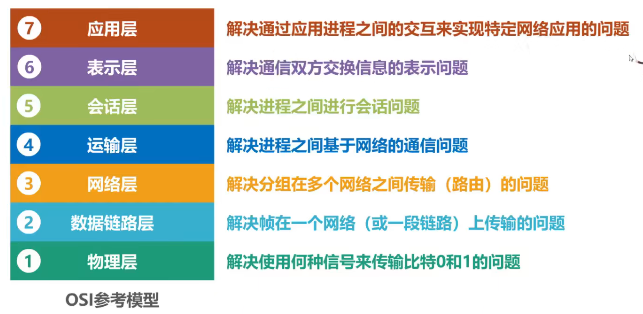 7 应用层 解决通过应用进程之间的交互来实现特定网络应用的问题
6 表示层 解决通信双方交换信息的表示问题
5 会话层 解决进程之间进行会话问题
4 运输层 解决进程之间基于网络的通信问题
3 网络层 解决分组在多个网络之间传输（路由）的问题
2 数据链路层 解决帧在一个网络（或一段链路）上传输的问题
1 物理层 解决使用何种信号来传输比特0和1的问题
OSI参考模型